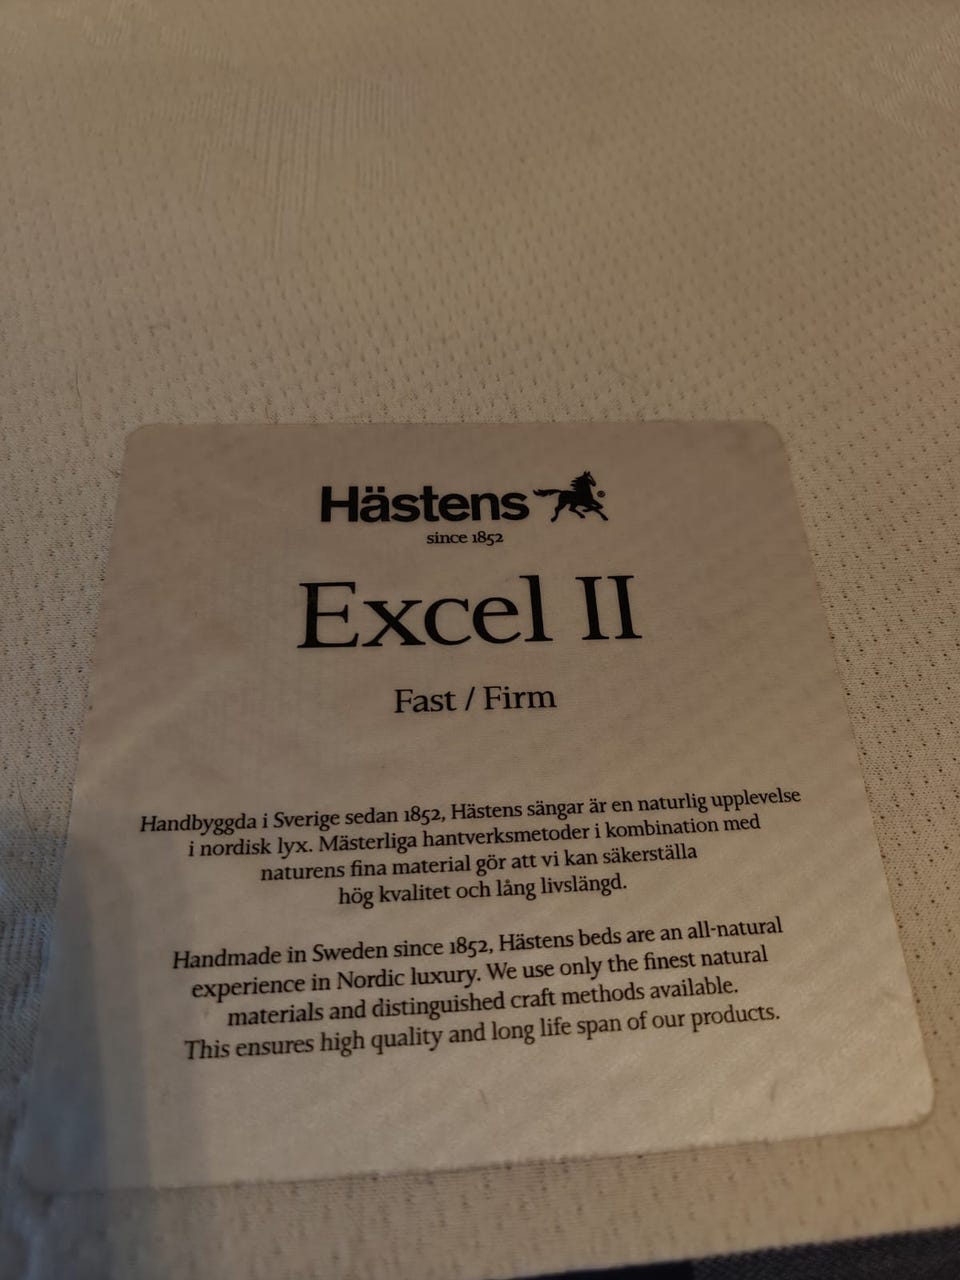 Hästens
since 1852
Excel II
Fast / Firm
Handbyggda i Sverige sedan 1852, Hästens sängar är en naturlig upplevelse
i nordisk lyx. Mästerliga hantverksmetoder i kombination med
naturens fina material gör att vi kan säkerställa
hög kvalitet och lång livslängd.
Handmade in Sweden since 1852, Hästens beds are an all-natural
experience in Nordic luxury. We use only the finest natural
materials and distinguished craft methods available.
This ensures high quality and long life span of our products.